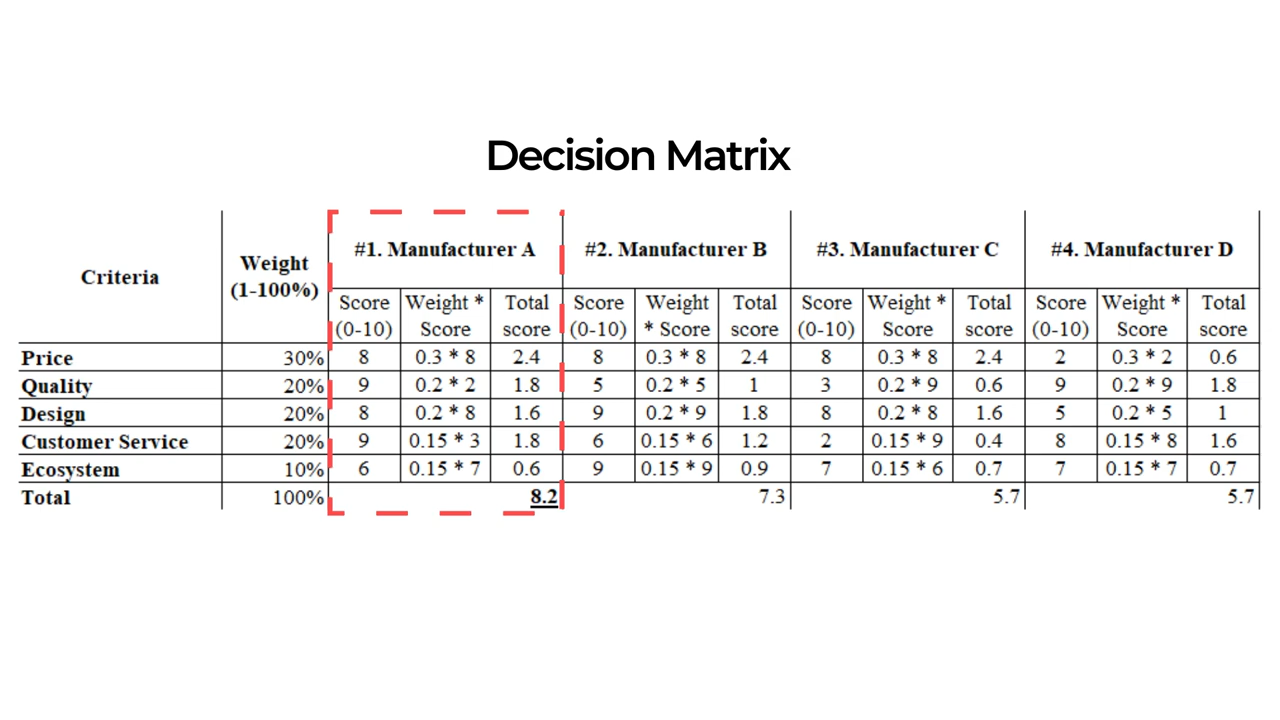 Decision Matrix
Criteria Weight (1-100%) #1. Manufacturer A #2. Manufacturer B #3. Manufacturer C #4. Manufacturer D
Score (0-10) Weight * Score Total score Score (0-10) Weight * Score Total score Score (0-10) Weight * Score Total score Score (0-10) Weight * Score Total score
Price 30% 8 0.3 * 8 2.4 8 0.3 * 8 2.4 8 0.3 * 8 2.4 2 0.3 * 2 0.6
Quality 20% 9 0.2 * 2 1.8 5 0.2 * 5 1 3 0.2 * 9 0.6 9 0.2 * 9 1.8
Design 20% 8 0.2 * 8 1.6 9 0.2 * 9 1.8 8 0.2 * 8 1.6 5 0.2 * 5 1
Customer Service 20% 9 0.15 * 3 1.8 6 0.15 * 6 1.2 2 0.15 * 9 0.4 8 0.15 * 8 1.6
Ecosystem 10% 6 0.15 * 7 0.6 9 0.15 * 9 0.9 7 0.15 * 6 0.7 7 0.15 * 7 0.7
Total 100% 8.2 7.3 5.7 5.7